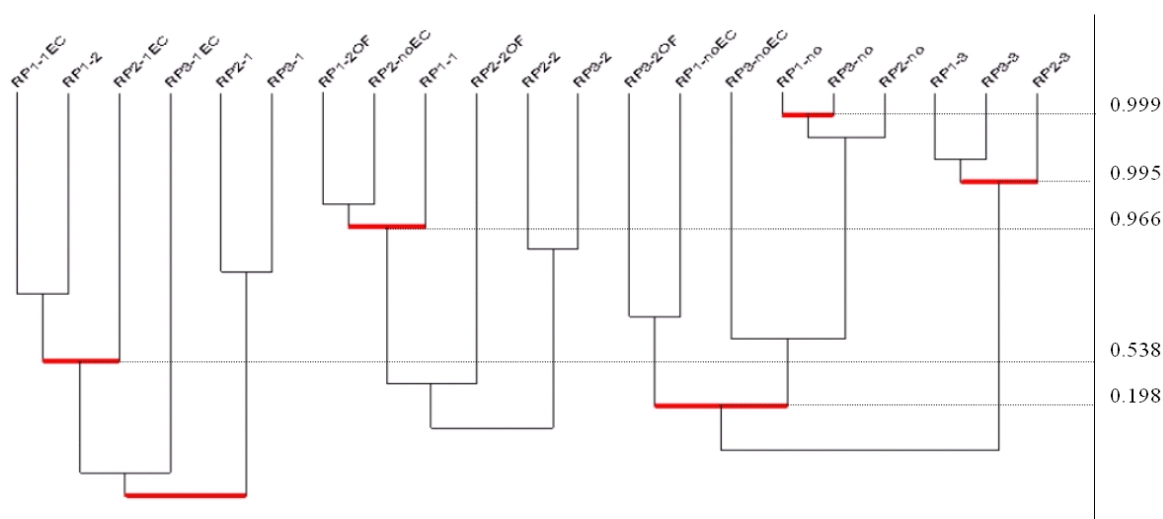 RP1-1EC
RP1-2
RP2-1EC
RP3-1EC
RP2-1
RP3-1
RP1-2OF
RP2-noEC
RP1-1
RP2-2OF
RP2-2
RP3-2
RP3-2OF
RP1-noEC
RP3-noEC
RP1-no
RP3-no
RP2-no
RP1-3
RP3-3
RP2-3
0.999
0.995
0.966
0.538
0.198